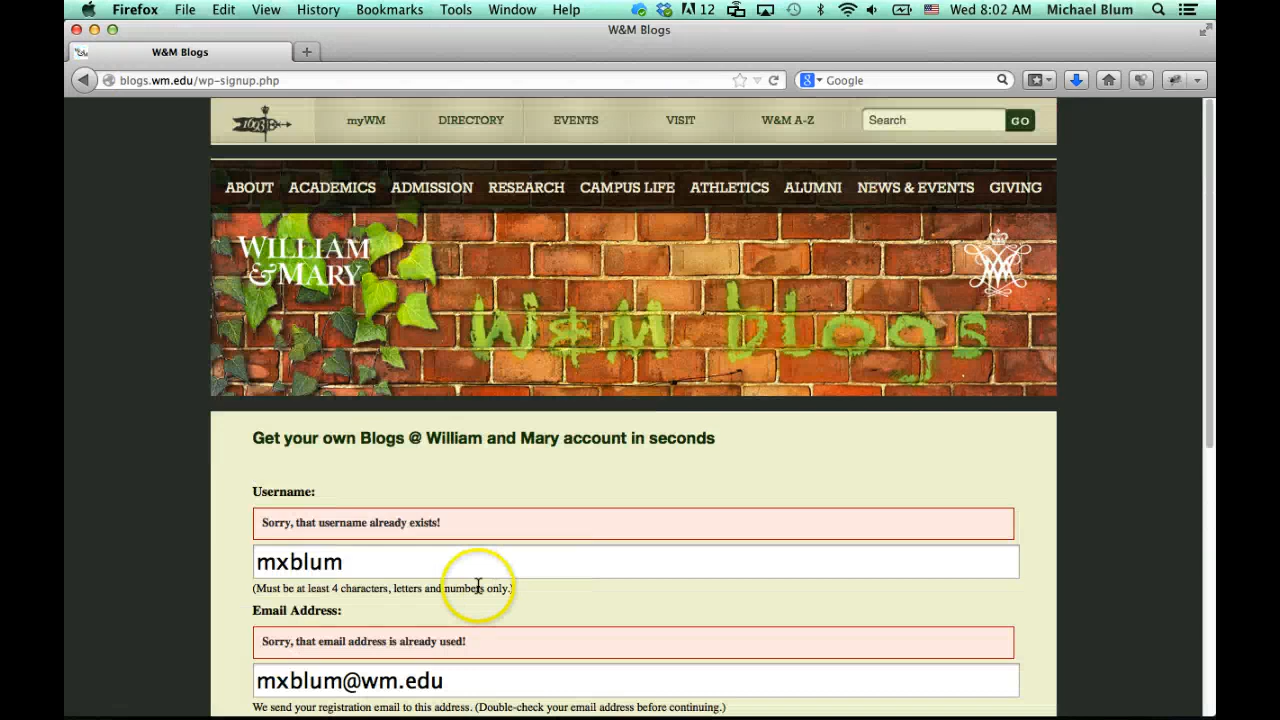 Firefox File Edit View History Bookmarks Tools Window Help 12 Wed 8:02 AM Michael Blum
W&M Blogs
W&M Blogs
blogs.wm.edu/wp-signup.php
Google
1693
myWM DIRECTORY EVENTS VISIT W&M A-Z Search GO
ABOUT ACADEMICS ADMISSION RESEARCH CAMPUS LIFE ATHLETICS ALUMNI NEWS & EVENTS GIVING
WILLIAM
& MARY
W&M blogs
Get your own Blogs @ William and Mary account in seconds
Username:
Sorry, that username already exists!
mxblum
(Must be at least 4 characters, letters and numbers only.)
Email Address:
Sorry, that email address is already used!
mxblum@wm.edu
We send your registration email to this address. (Double-check your email address before continuing.)